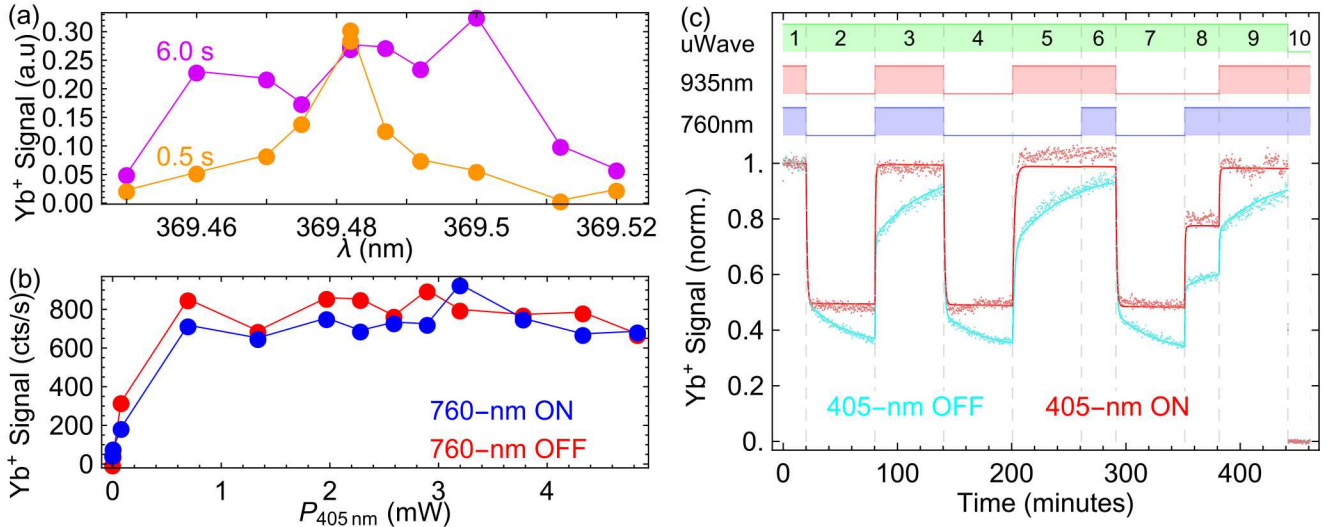 (a)
Yb+ Signal (a.u)
0.30
0.25
0.20
0.15
0.10
0.05
0.00
6.0 s
0.5 s
369.46 369.48 369.5 369.52
λ (nm)
(b)
Yb+ Signal (cts/s)
800
600
400
200
0
760-nm ON
760-nm OFF
0 1 2 3 4
P405 nm (mW)
(c)
uWave
1 2 3 4 5 6 7 8 9 10
935nm
760nm
Yb+ Signal (norm.)
1.
0.8
0.6
0.4
0.2
0.
405-nm OFF 405-nm ON
0 100 200 300 400
Time (minutes)